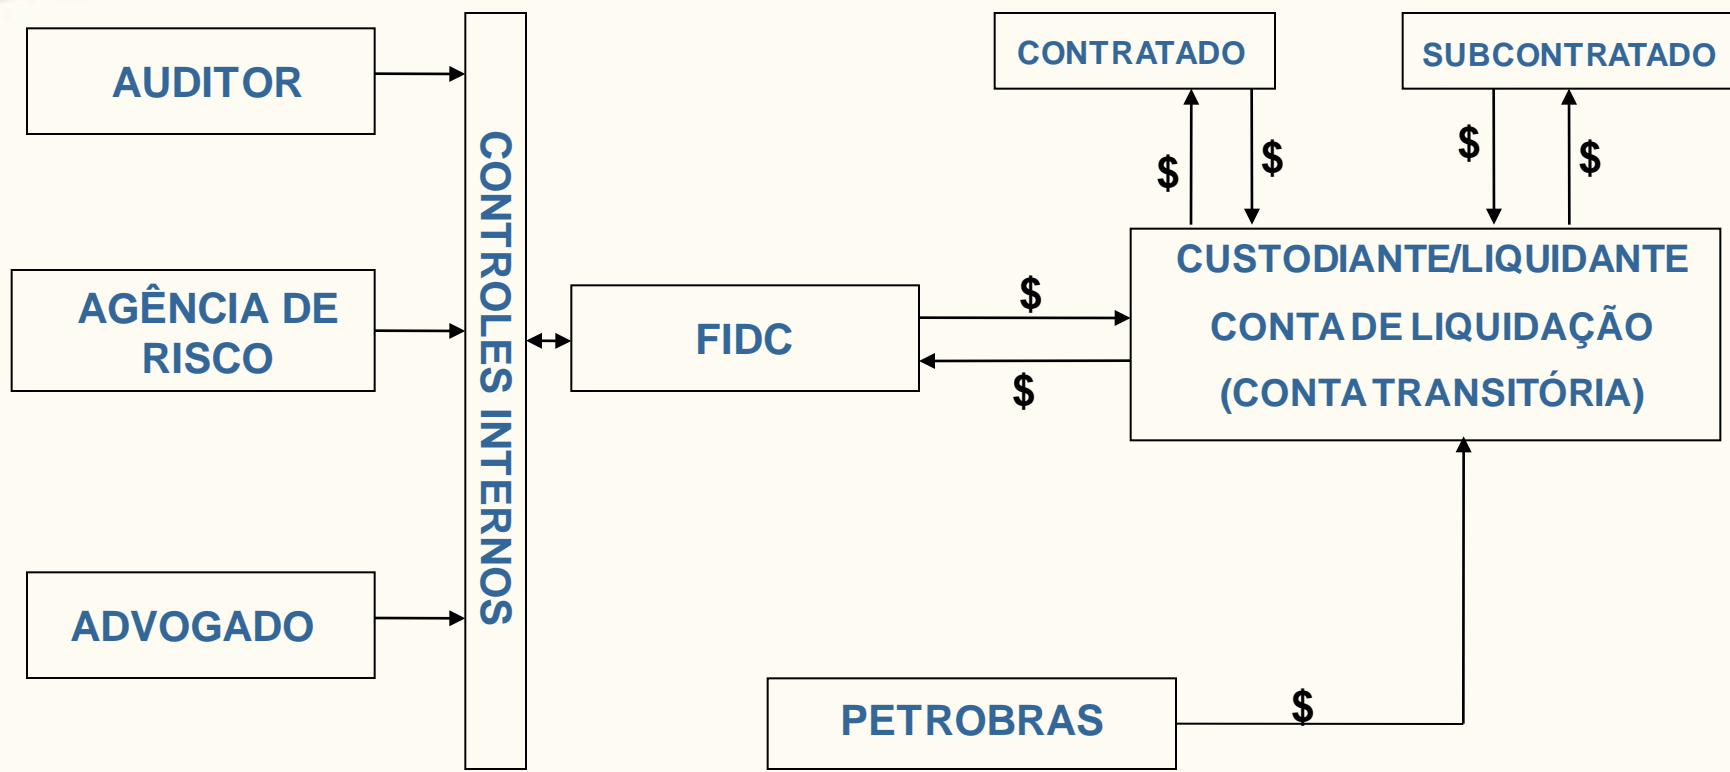 AUDITOR
AGÊNCIA DE
RISCO
ADVOGADO
CONTROLES INTERNOS
FIDC
$
$
CONTRATADO
SUBCONTRATADO
$
$
$
$
CUSTODIANTE/LIQUIDANTE
CONTA DE LIQUIDAÇÃO
(CONTA TRANSITÓRIA)
PETROBRAS
$